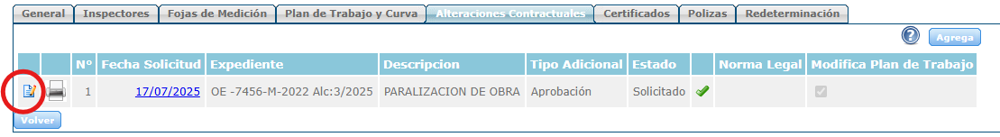 General Inspectores Fojas de Medición Plan de Trabajo y Curva Alteraciones Contractuales Certificados Polizas Redeterminación
? Agrega
Nº Fecha Solicitud Expediente Descripcion Tipo Adicional Estado Norma Legal Modifica Plan de Trabajo
1 17/07/2025 OE -7456-M-2022 Alc:3/2025 PARALIZACION DE OBRA Aprobación Solicitado
Volver